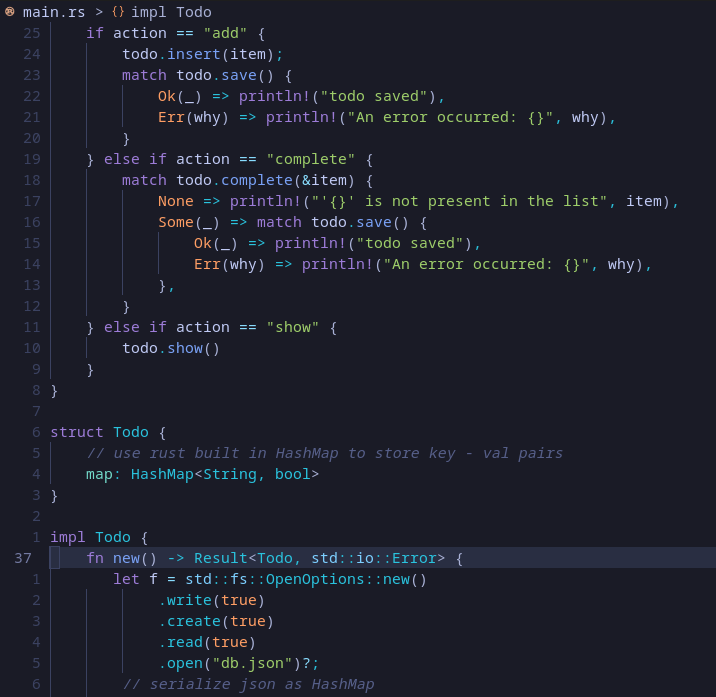 main.rs > {} impl Todo
25 if action == "add" {
24 todo.insert(item);
23 match todo.save() {
22 Ok(_) => println!("todo saved"),
21 Err(why) => println!("An error occurred: {}", why),
20 }
19 } else if action == "complete" {
18 match todo.complete(&item) {
17 None => println!("'{}' is not present in the list", item),
16 Some(_) => match todo.save() {
15 Ok(_) => println!("todo saved"),
14 Err(why) => println!("An error occurred: {}", why),
13 },
12 }
11 } else if action == "show" {
10 todo.show()
9 }
8 }
7
6 struct Todo {
5 // use rust built in HashMap to store key - val pairs
4 map: HashMap<String, bool>
3 }
2
1 impl Todo {
37 fn new() -> Result<Todo, std::io::Error> {
1 let f = std::fs::OpenOptions::new()
2 .write(true)
3 .create(true)
4 .read(true)
5 .open("db.json")?;
6 // serialize json as HashMap